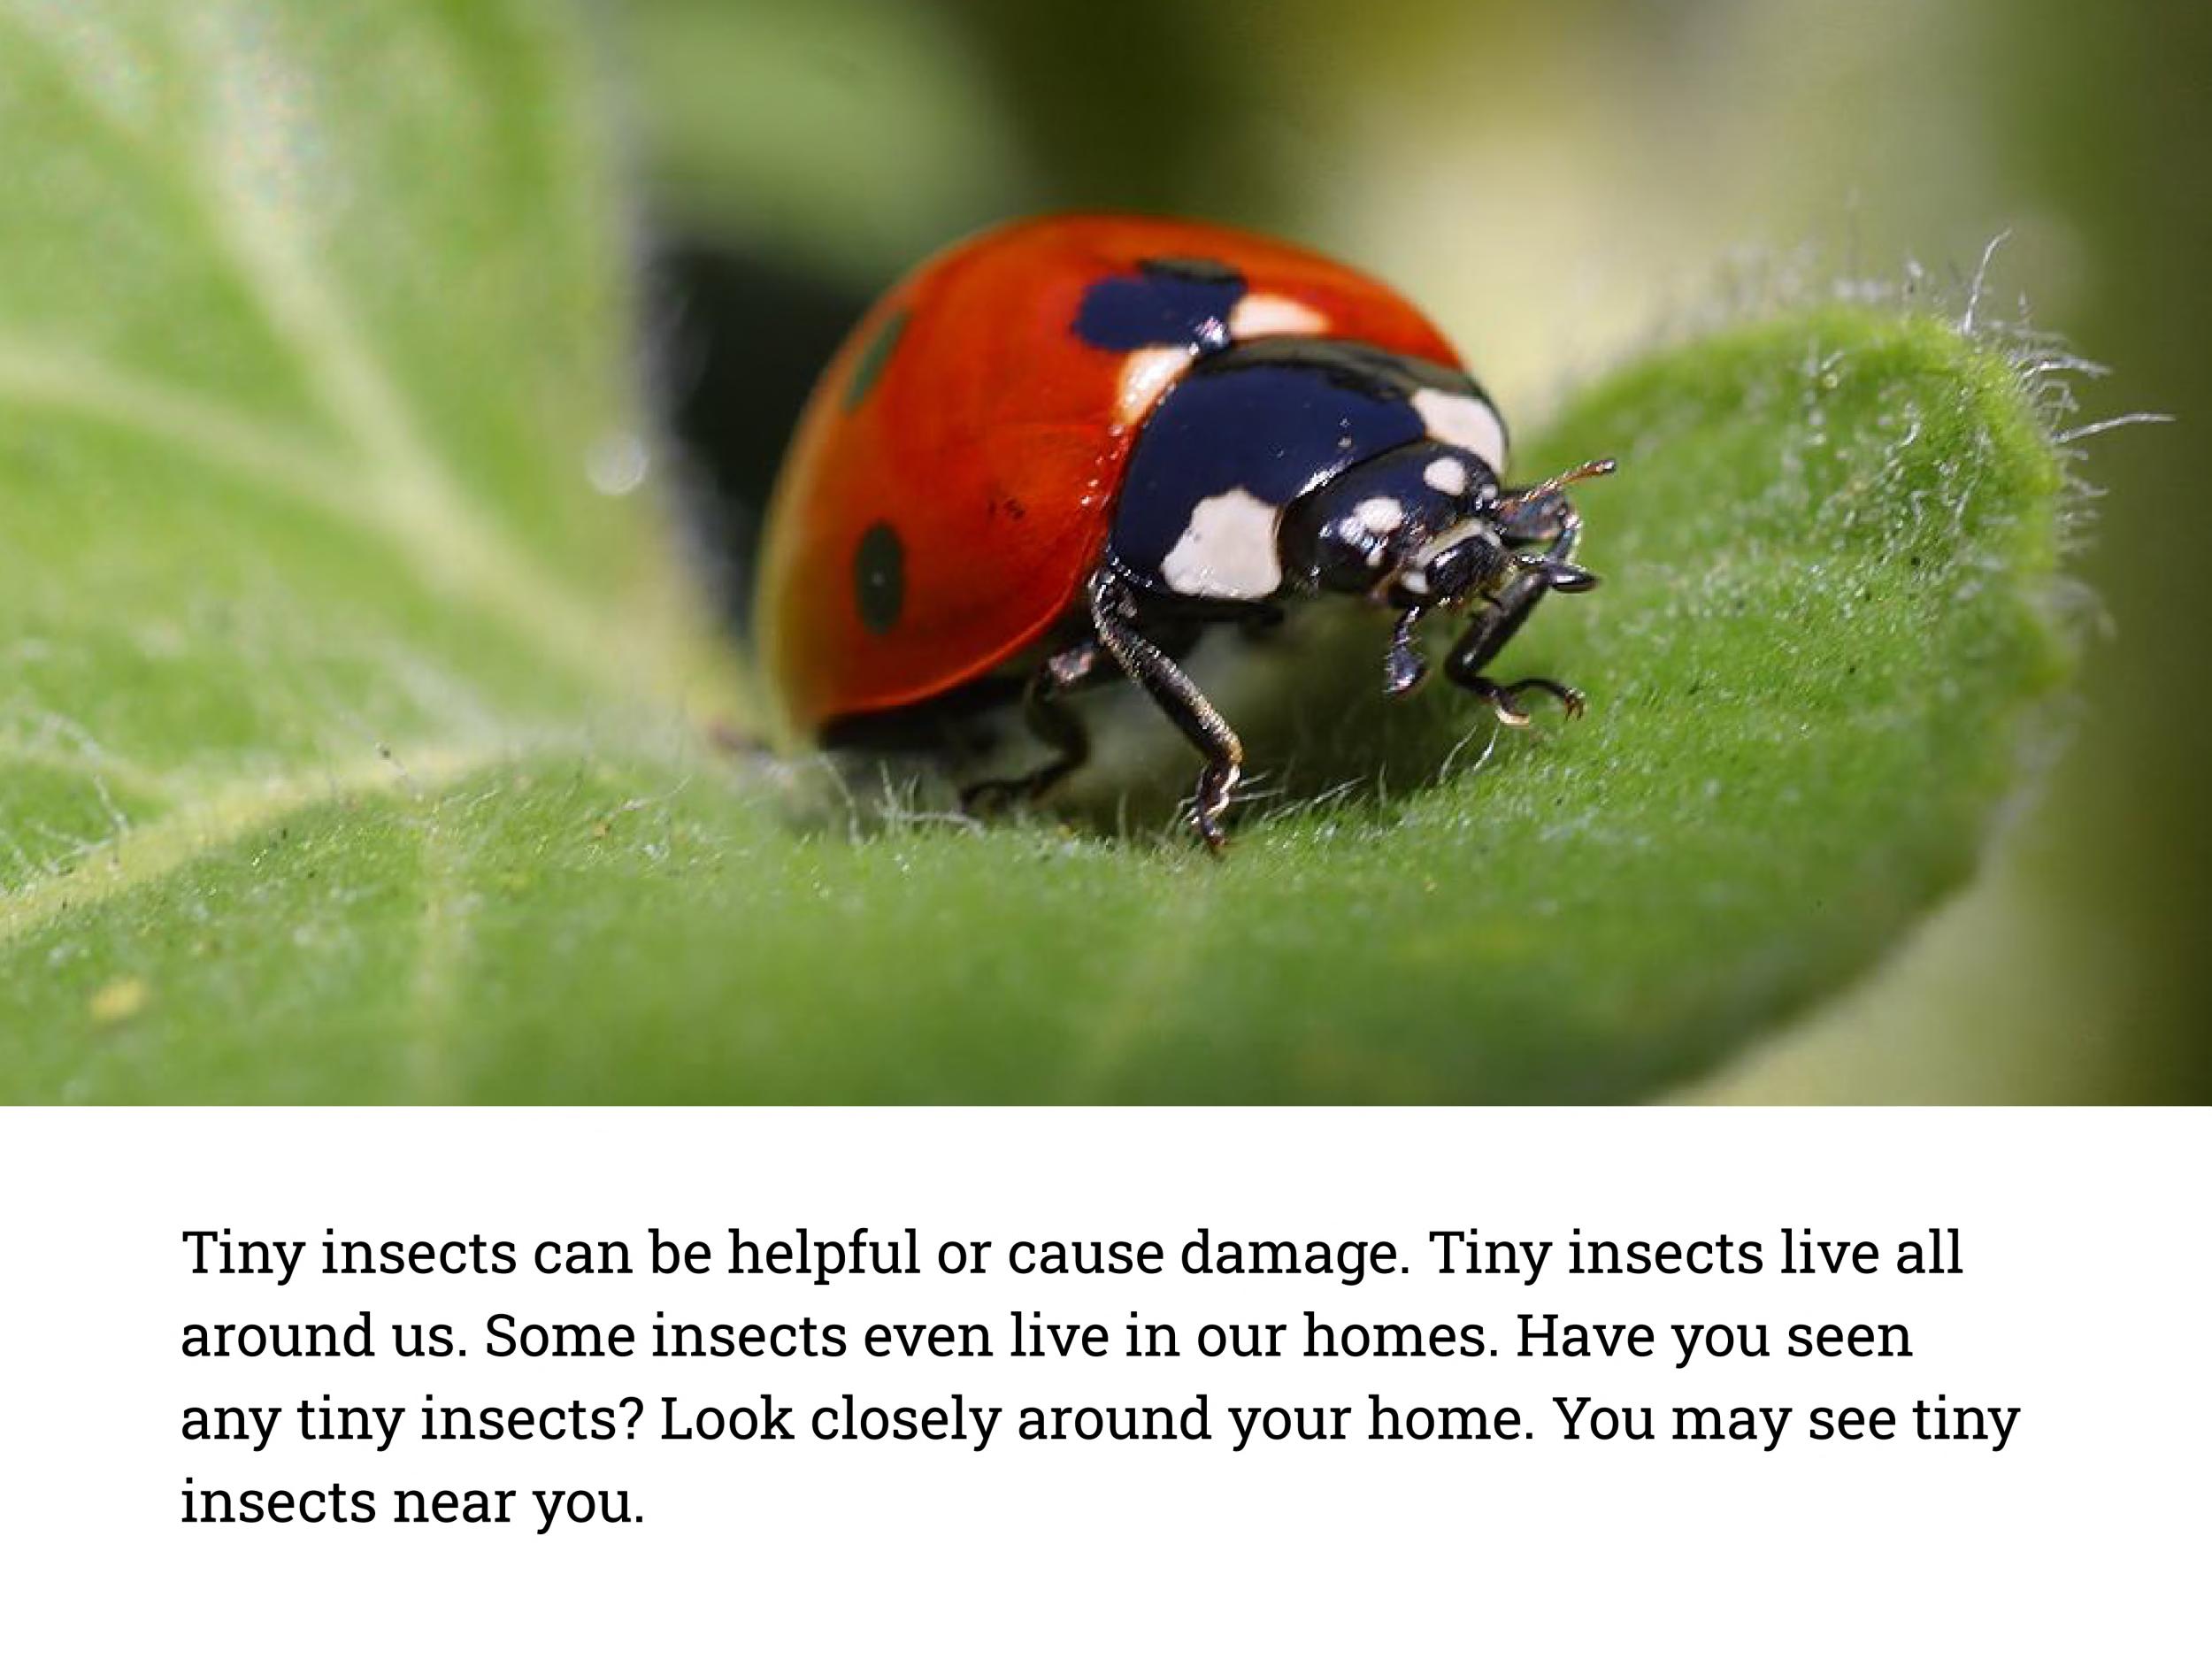 Tiny insects can be helpful or cause damage. Tiny insects live all
around us. Some insects even live in our homes. Have you seen
any tiny insects? Look closely around your home. You may see tiny
insects near you.